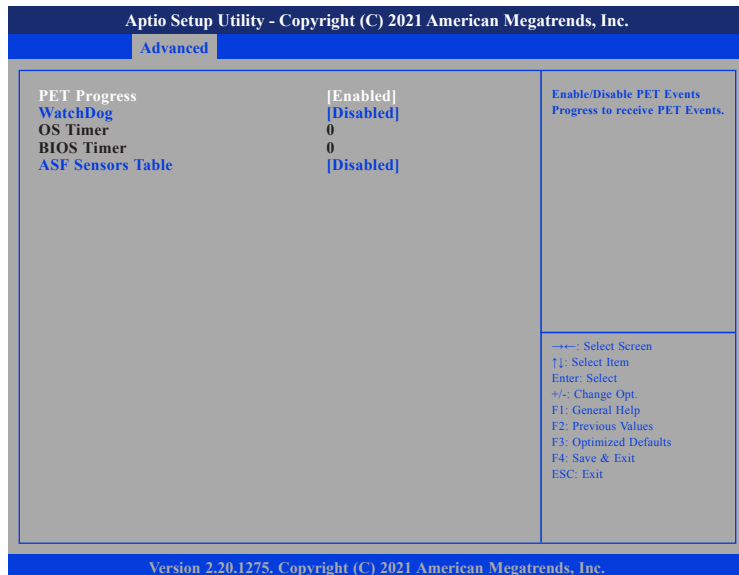 Aptio Setup Utility - Copyright (C) 2021 American Megatrends, Inc.
Advanced
PET Progress [Enabled]
WatchDog [Disabled]
OS Timer 0
BIOS Timer 0
ASF Sensors Table [Disabled]
Enable/Disable PET Events
Progress to receive PET Events.
→←: Select Screen
↑↓: Select Item
Enter: Select
+/-: Change Opt.
F1: General Help
F2: Previous Values
F3: Optimized Defaults
F4: Save & Exit
ESC: Exit
Version 2.20.1275. Copyright (C) 2021 American Megatrends, Inc.